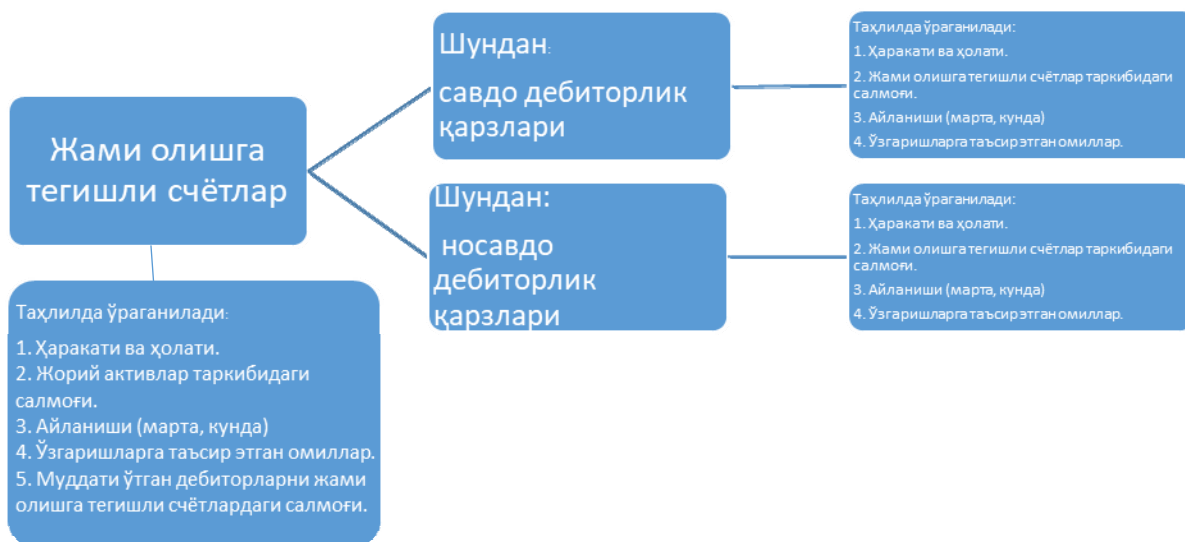 Жами олишга
тегишли счётлар
Таҳлилда ўраганилади:
1. Ҳаракати ва ҳолати.
2. Жорий активлар таркибидаги
салмоғи.
3. Айланиши (марта, кунда)
4. Ўзгаришларга таъсир этган омиллар.
5. Муддати ўтган дебиторларни жами
олишга тегишли счётлардаги салмоғи.
Шундан:
савдо дебиторлик
қарзлари
Таҳлилда ўраганилади:
1. Ҳаракати ва ҳолати.
2. Жами олишга тегишли счётлар таркибидаги
салмоғи.
3. Айланиши (марта, кунда)
4. Ўзгаришларга таъсир этган омиллар.
Шундан:
носавдо
дебиторлик
қарзлари
Таҳлилда ўраганилади:
1. Ҳаракати ва ҳолати.
2. Жами олишга тегишли счётлар таркибидаги
салмоғи.
3. Айланиши (марта, кунда)
4. Ўзгаришларга таъсир этган омиллар.